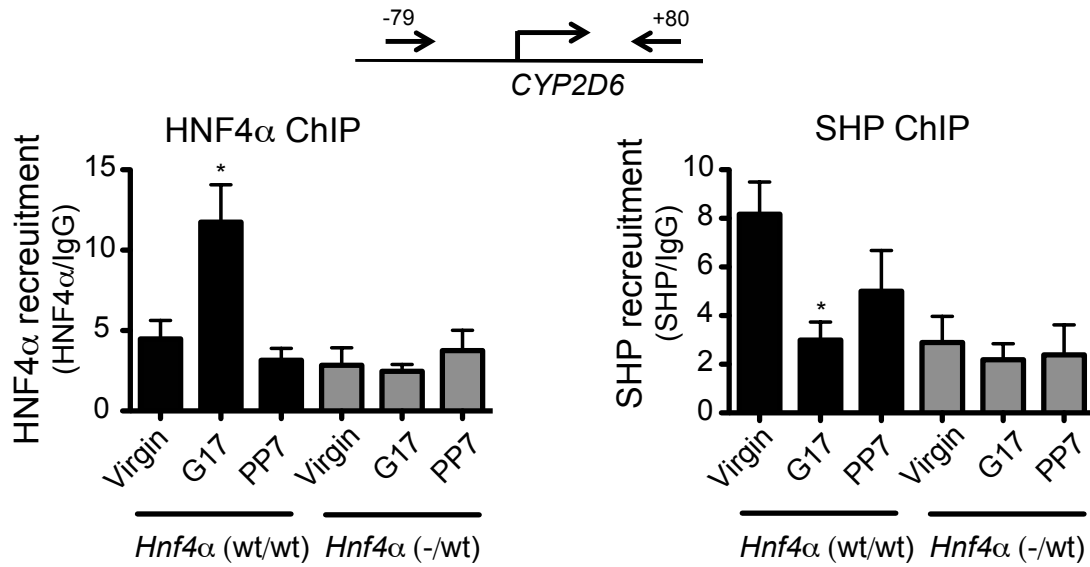 -79
+80
CYP2D6
HNF4α ChIP
HNF4α recreuitment
(HNF4α/IgG)
15
10
5
0
*
Virgin
G17
PP7
Virgin
G17
PP7
Hnf4α (wt/wt)
Hnf4α (-/wt)
SHP ChIP
SHP recreuitment
(SHP/IgG)
10
8
6
4
2
0
*
Virgin
G17
PP7
Virgin
G17
PP7
Hnf4α (wt/wt)
Hnf4α (-/wt)